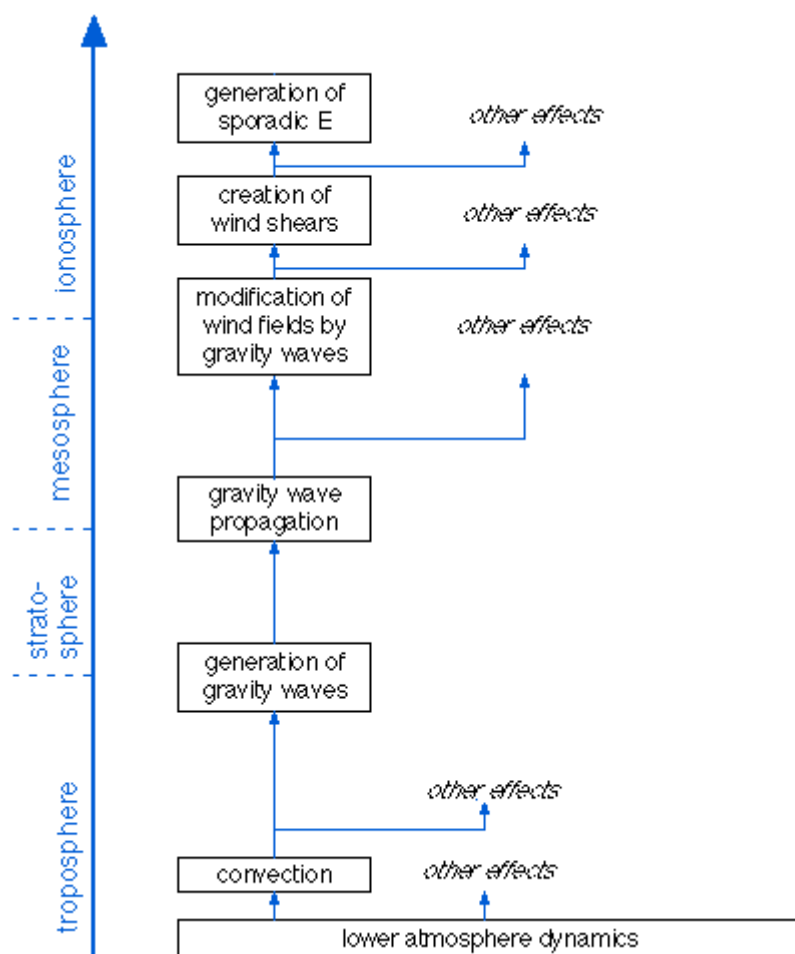 generation of
sporadic E
other effects
ionosphere
creation of
wind shears
other effects
modification of
wind fields by
gravity waves
other effects
mesosphere
gravity wave
propagation
strato-
sphere
generation of
gravity waves
other effects
troposphere
convection
other effects
lower atmosphere dynamics